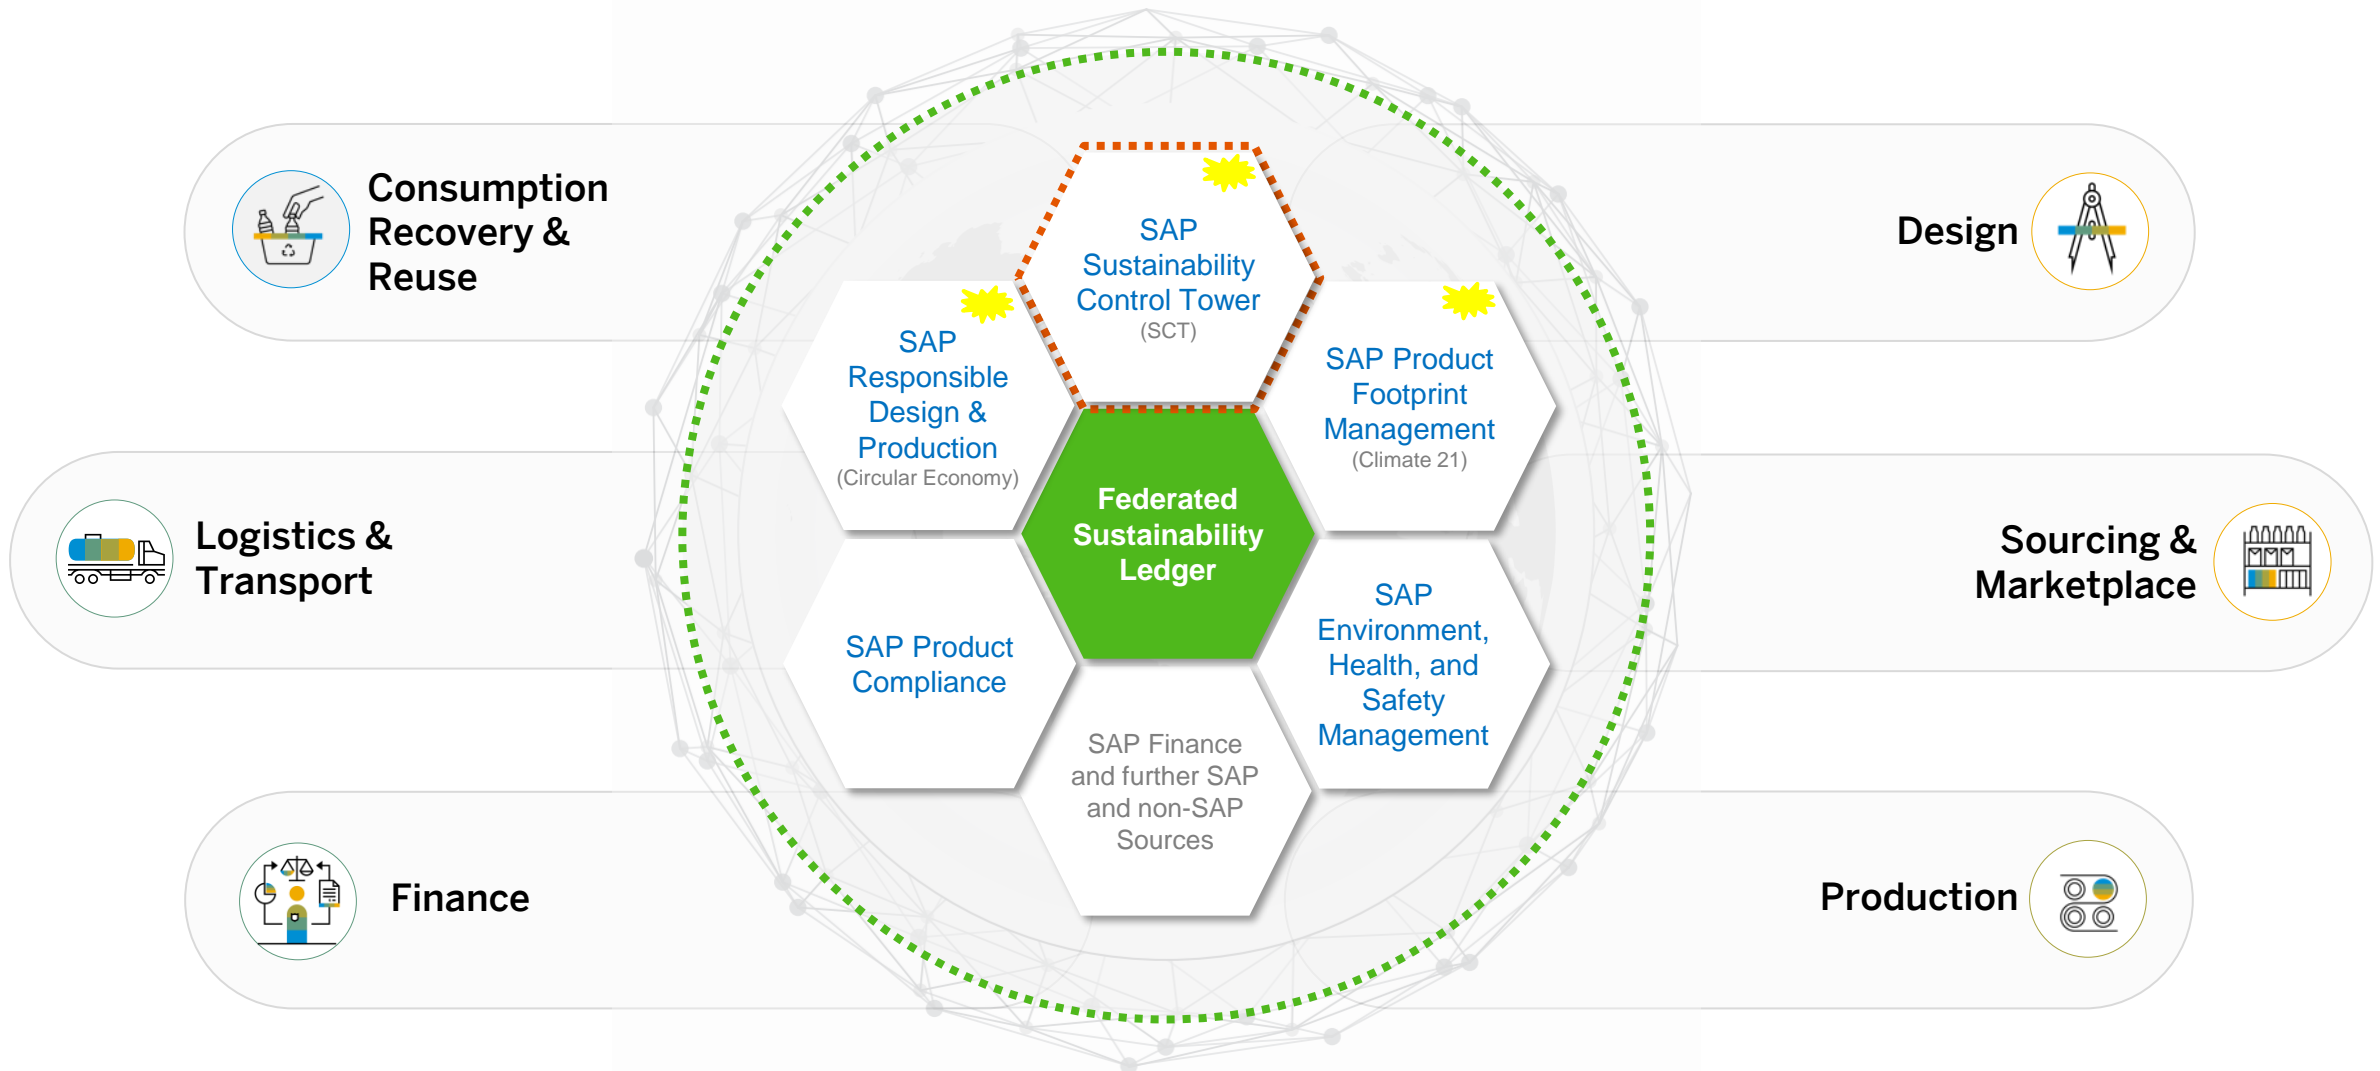 Consumption
Recovery &
Reuse
Logistics &
Transport
Finance
SAP
Sustainability
Control Tower
(SCT)
SAP
Responsible
Design &
Production
(Circular Economy)
SAP Product
Footprint
Management
(Climate 21)
Federated
Sustainability
Ledger
SAP Product
Compliance
SAP
Environment,
Health, and
Safety
Management
SAP Finance
and further SAP
and non-SAP
Sources
Design
Sourcing &
Marketplace
Production